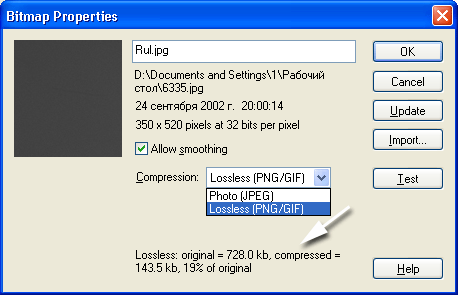 Bitmap Properties
Rul.jpg
OK
D:\Documents and Settings\1\Рабочий
стол\6335.jpg
Cancel
24 сентября 2002 г. 20:00:14
Update
350 x 520 pixels at 32 bits per pixel
Allow smoothing
Import...
Compression:
Lossless (PNG/GIF)
Test
Photo (JPEG)
Lossless (PNG/GIF)
Lossless: original = 728.0 kb, compressed =
143.5 kb, 19% of original
Help